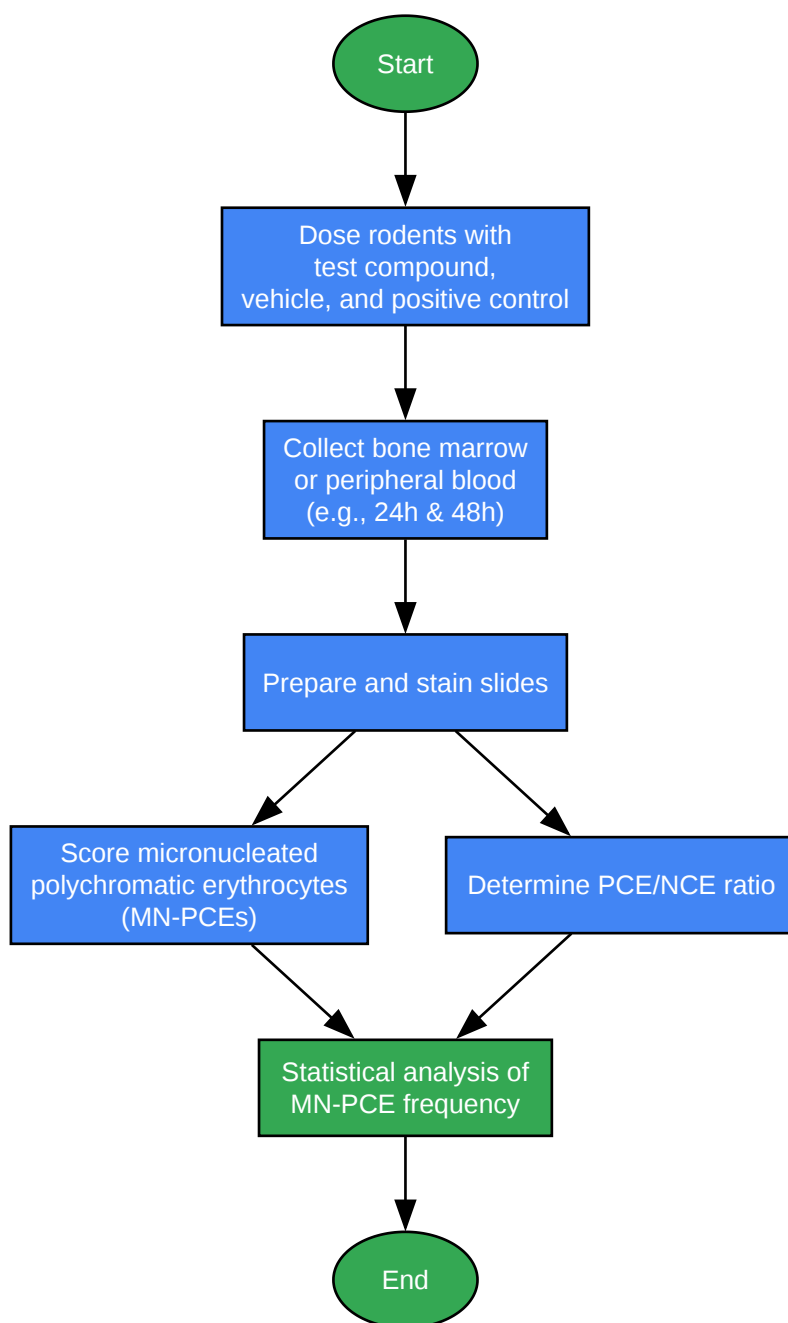 Start
Dose rodents with
test compound,
vehicle, and positive control
Collect bone marrow
or peripheral blood
(e.g., 24h & 48h)
Prepare and stain slides
Score micronucleated
polychromatic erythrocytes
(MN-PCEs)
Determine PCE/NCE ratio
Statistical analysis of
MN-PCE frequency
End